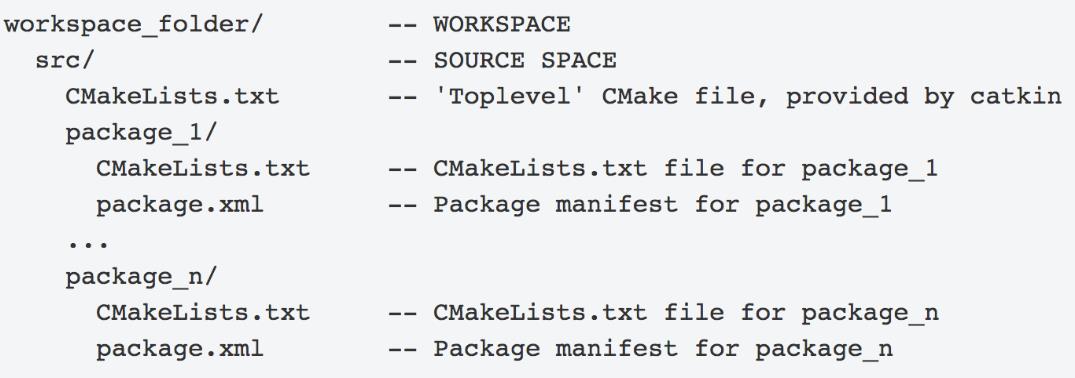 workspace_folder/ -- WORKSPACE
src/ -- SOURCE SPACE
CMakeLists.txt -- 'Toplevel' CMake file, provided by catkin
package_1/
CMakeLists.txt -- CMakeLists.txt file for package_1
package.xml -- Package manifest for package_1
...
package_n/
CMakeLists.txt -- CMakeLists.txt file for package_n
package.xml -- Package manifest for package_n